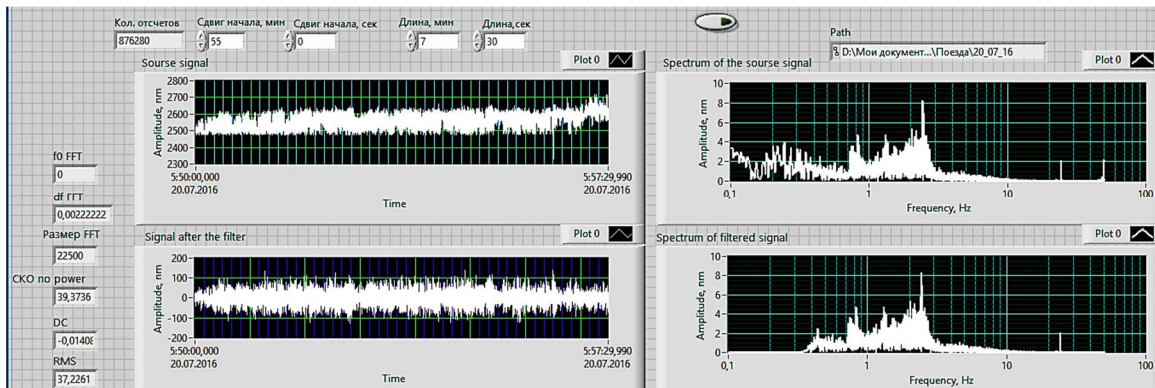 Кол. отсчетов
876280
Сдвиг начала, мин
55
Сдвиг начала, сек
0
Длина, мин
7
Длина,сек
30
Path
D:\Мои документ...\Поезда\20_07_16
Sourse signal
Plot 0
Amplitude, nm
2800
2700
2600
2500
2400
2300
5:50:00,000
20.07.2016
5:57:29,990
20.07.2016
Time
Spectrum of the sourse signal
Plot 0
Amplitude, nm
10
8
6
4
2
0
0,1
1
10
100
Frequency, Hz
f0 FFT
0
df FFT
0,00222222
Размер FFT
22500
СКО по power
39,3736
DC
-0,01408
RMS
37,2261
Signal after the filter
Plot 0
Amplitude, nm
200
100
0
-100
-200
5:50:00,000
20.07.2016
5:57:29,990
20.07.2016
Time
Spectrum of filtered signal
Plot 0
Amplitude, nm
10
8
6
4
2
0
0,1
1
10
100
Frequency, Hz